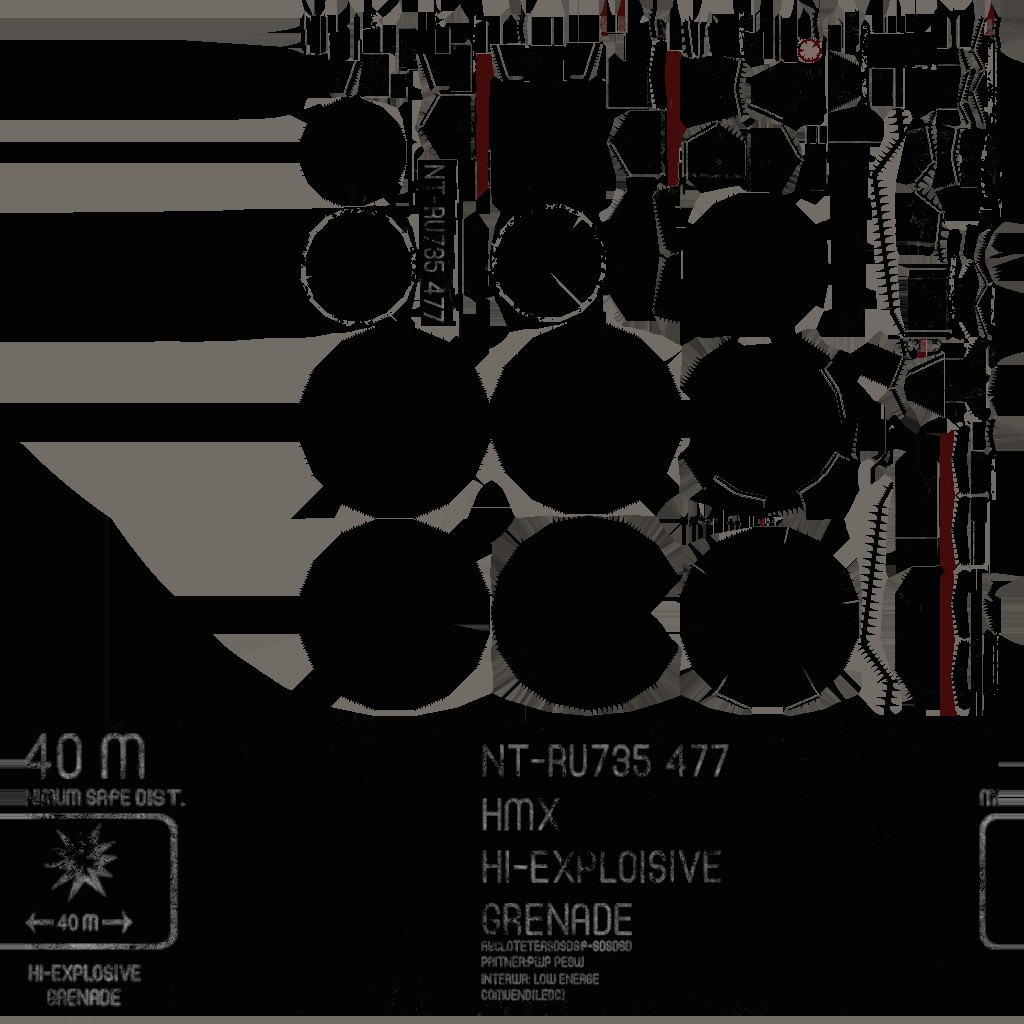 NT-RU735 477
40 M
NIMUM SAFE DIST.
40 M
HI-EXPLOSIVE
GRENADE
NT-RU735 477
HMX
HI-EXPLOISIVE
GRENADE
INTERWR: LOW ENERGE